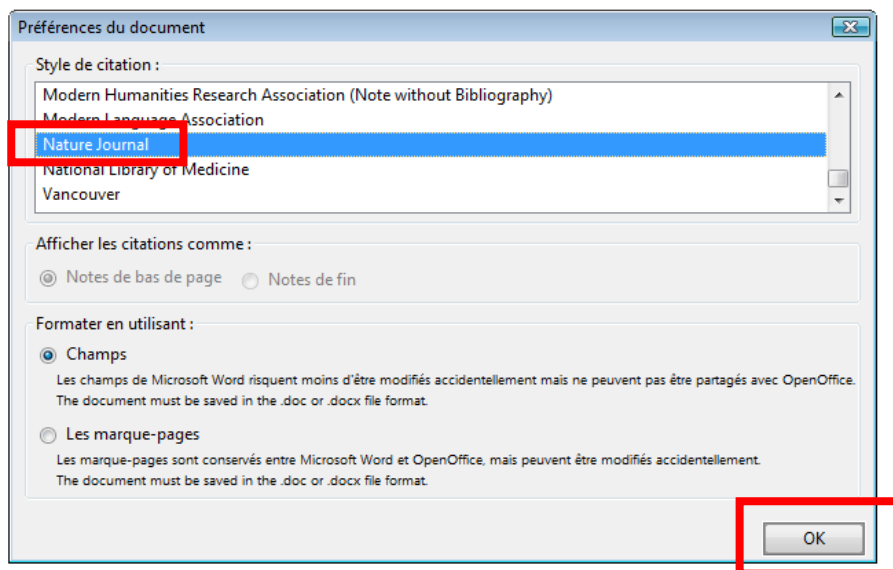 Préférences du document
Style de citation :
Modern Humanities Research Association (Note without Bibliography)
Modern Language Association
Nature Journal
National Library of Medicine
Vancouver
Afficher les citations comme :
Notes de bas de page Notes de fin
Formater en utilisant :
Champs
Les champs de Microsoft Word risquent moins d'être modifiés accidentellement mais ne peuvent pas être partagés avec OpenOffice.
The document must be saved in the .doc or .docx file format.
Les marque-pages
Les marque-pages sont conservés entre Microsoft Word et OpenOffice, mais peuvent être modifiés accidentellement.
The document must be saved in the .doc or .docx file format.
OK